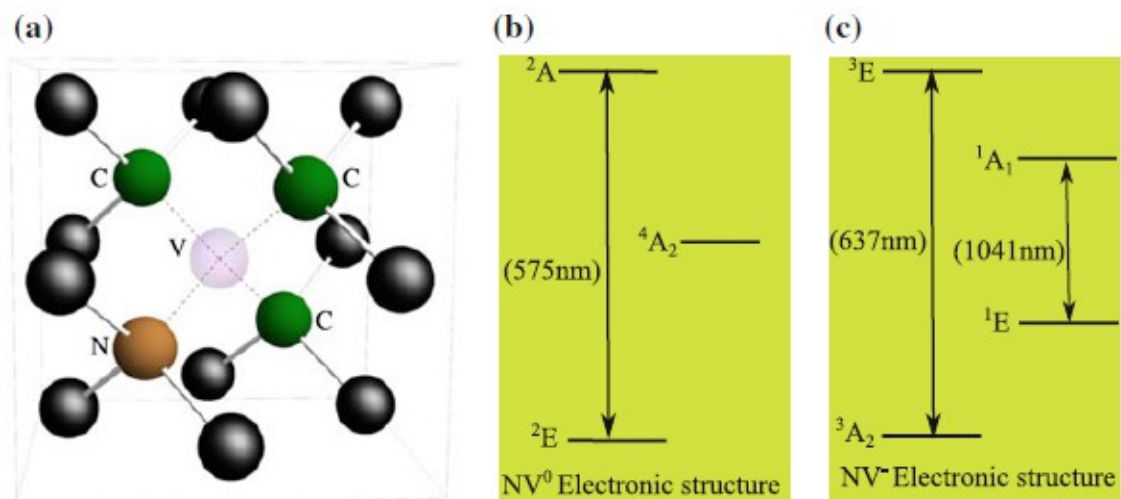 (a)
C
C
V
N
C
(b)
²A
⁴A₂
(575nm)
²E
NV⁰ Electronic structure
(c)
³E
¹A₁
(637nm)
(1041nm)
¹E
³A₂
NV⁻ Electronic structure